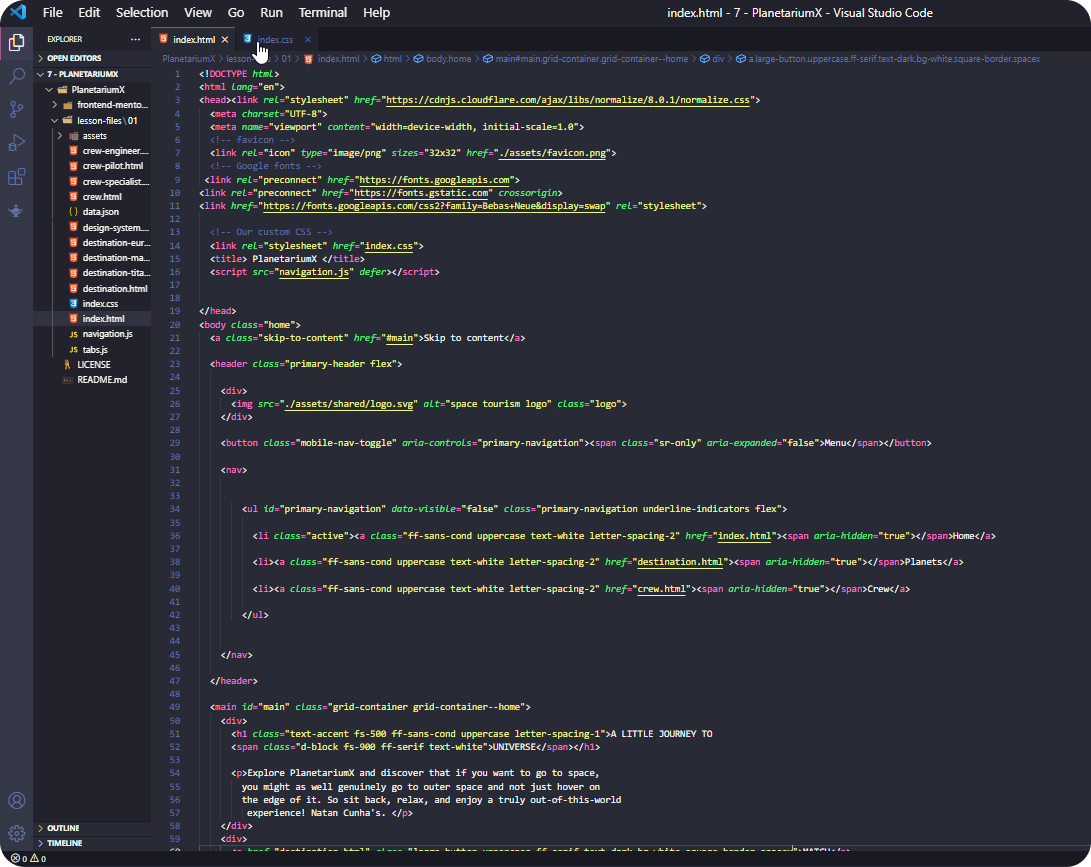 File Edit Selection View Go Run Terminal Help
index.html - 7 - PlanetariumX - Visual Studio Code
EXPLORER ...
index.html
index.css
PlanetariumX > lesson- > 01 > index.html > html > body.home > main#main.grid-container.grid-container--home > div > a.large-button.uppercase.ff-serif.text-dark.bg-white.square-border.spacex
OPEN EDITORS
7 - PLANETARIUMX
PlanetariumX
frontend-mento...
lesson-files \ 01
assets
crew-engineer....
crew-pilot.html
crew-specialist....
crew.html
data.json
design-system....
destination-eur...
destination-ma...
destination-tita...
destination.html
index.css
index.html
JS navigation.js
JS tabs.js
LICENSE
README.md
OUTLINE
TIMELINE
0 0
1 <!DOCTYPE html>
2 <html lang="en">
3 <head><link rel="stylesheet" href="https://cdnjs.cloudflare.com/ajax/libs/normalize/8.0.1/normalize.css">
4 <meta charset="UTF-8">
5 <meta name="viewport" content="width=device-width, initial-scale=1.0">
6 <!-- favicon -->
7 <link rel="icon" type="image/png" sizes="32x32" href="./assets/favicon.png">
8 <!-- Google fonts -->
9 <link rel="preconnect" href="https://fonts.googleapis.com">
10 <link rel="preconnect" href="https://fonts.gstatic.com" crossorigin>
11 <link href="https://fonts.googleapis.com/css2?family=Bebas+Neue&display=swap" rel="stylesheet">
12
13 <!-- Our custom CSS -->
14 <link rel="stylesheet" href="index.css">
15 <title> PlanetariumX </title>
16 <script src="navigation.js" defer></script>
17
18
19 </head>
20 <body class="home">
21 <a class="skip-to-content" href="#main">Skip to content</a>
22
23 <header class="primary-header flex">
24
25 <div>
26 <img src="./assets/shared/logo.svg" alt="space tourism logo" class="logo">
27 </div>
28
29 <button class="mobile-nav-toggle" aria-controls="primary-navigation"><span class="sr-only" aria-expanded="false">Menu</span></button>
30
31 <nav>
32
33
34 <ul id="primary-navigation" data-visible="false" class="primary-navigation underline-indicators flex">
35
36 <li class="active"><a class="ff-sans-cond uppercase text-white letter-spacing-2" href="index.html"><span aria-hidden="true"></span>Home</a>
37
38 <li><a class="ff-sans-cond uppercase text-white letter-spacing-2" href="destination.html"><span aria-hidden="true"></span>Planets</a>
39
40 <li><a class="ff-sans-cond uppercase text-white letter-spacing-2" href="crew.html"><span aria-hidden="true"></span>Crew</a>
41
42 </ul>
43
44
45 </nav>
46
47 </header>
48
49 <main id="main" class="grid-container grid-container--home">
50 <div>
51 <h1 class="text-accent fs-500 ff-sans-cond uppercase letter-spacing-1">A LITTLE JOURNEY TO
52 <span class="d-block fs-900 ff-serif text-white">UNIVERSE</span></h1>
53
54 <p>Explore PlanetariumX and discover that if you want to go to space,
55 you might as well genuinely go to outer space and not just hover on
56 the edge of it. So sit back, relax, and enjoy a truly out-of-this-world
57 experience! Natan Cunha's. </p>
58 </div>
59 <div>